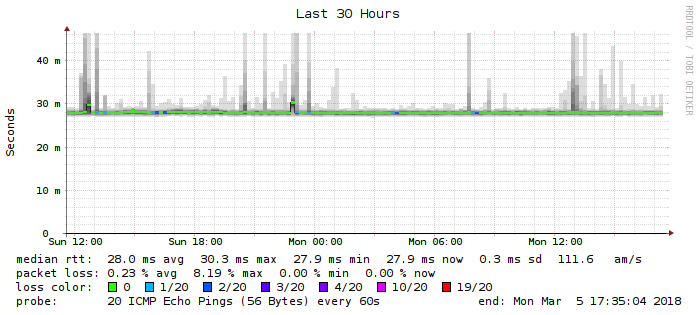 Last 30 Hours
RRDTOOL / TOBI OETIKER
Seconds
40 m
30 m
20 m
10 m
0
Sun 12:00 Sun 18:00 Mon 00:00 Mon 06:00 Mon 12:00
median rtt: 28.0 ms avg 30.3 ms max 27.9 ms min 27.9 ms now 0.3 ms sd 111.6 am/s
packet loss: 0.23 % avg 8.19 % max 0.00 % min 0.00 % now
loss color: 0 1/20 2/20 3/20 4/20 10/20 19/20
probe: 20 ICMP Echo Pings (56 Bytes) every 60s end: Mon Mar 5 17:35:04 2018